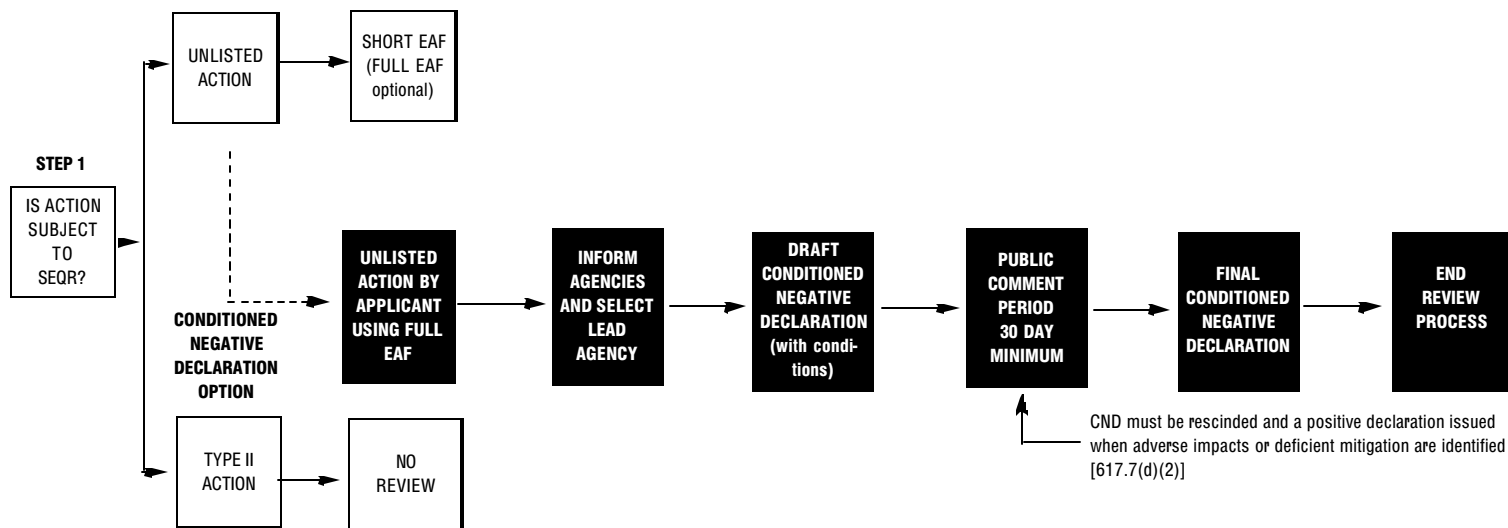 UNLISTED
ACTION
SHORT EAF
(FULL EAF
optional)
STEP 1
IS ACTION
SUBJECT
TO
SEQR?
CONDITIONED
NEGATIVE
DECLARATION
OPTION
UNLISTED
ACTION BY
APPLICANT
USING FULL
EAF
INFORM
AGENCIES
AND SELECT
LEAD
AGENCY
DRAFT
CONDITIONED
NEGATIVE
DECLARATION
(with condi-
tions)
PUBLIC
COMMENT
PERIOD
30 DAY
MINIMUM
FINAL
CONDITIONED
NEGATIVE
DECLARATION
END
REVIEW
PROCESS
CND must be rescinded and a positive declaration issued
when adverse impacts or deficient mitigation are identified
[617.7(d)(2)]
TYPE II
ACTION
NO
REVIEW